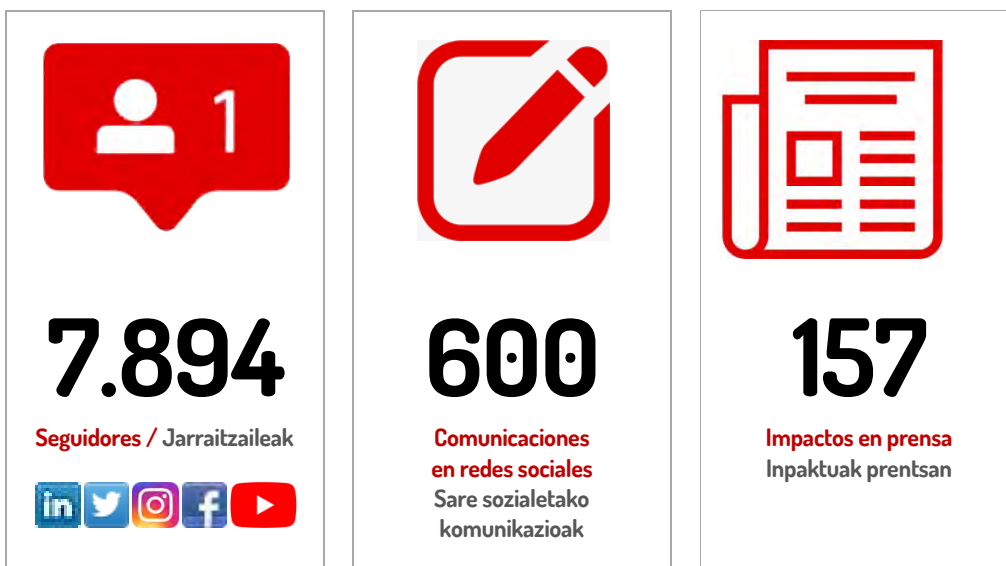 1
7.894
Seguidores / Jarraitzaileak
in
f
600
Comunicaciones
en redes sociales
Sare sozialetako
komunikazioak
157
Impactos en prensa
Inpaktuak prentsan